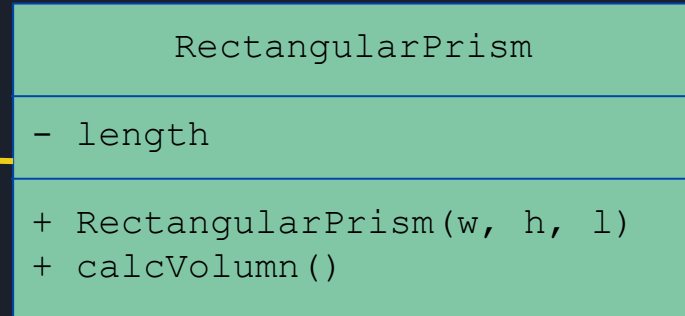 RectangularPrism
- length
+ RectangularPrism(w, h, l)
+ calcVolumn()